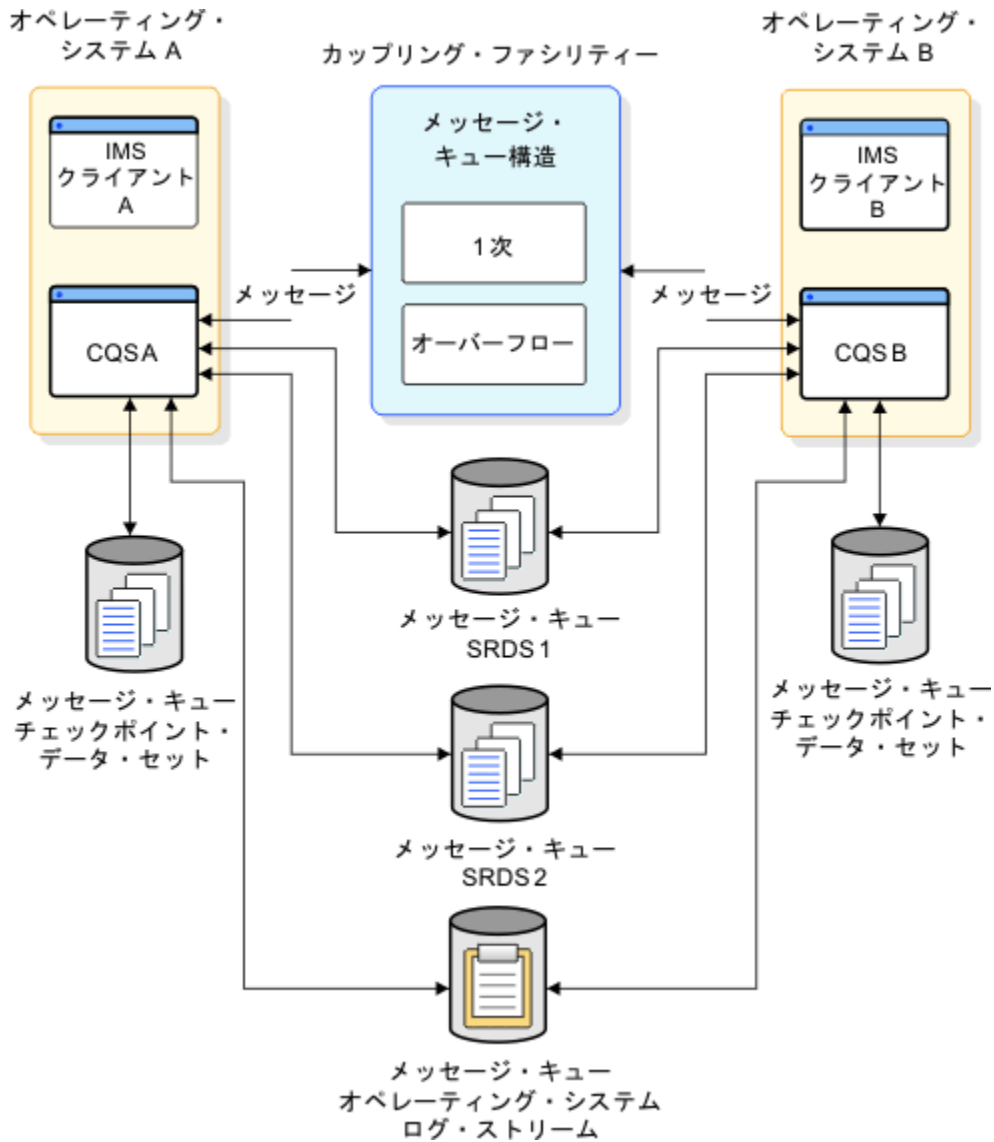 オペレーティング・
システム A
カップリング・ファシリティー
オペレーティング・
システム B
IMS
クライアント
A
メッセージ・
キュー構造
1次
オーバーフロー
IMS
クライアント
B
メッセージ
メッセージ
CQS A
CQS B
メッセージ・キュー
SRDS 1
メッセージ・キュー
チェックポイント・
データ・セット
メッセージ・キュー
チェックポイント・
データ・セット
メッセージ・キュー
SRDS 2
メッセージ・キュー
オペレーティング・システム
ログ・ストリーム